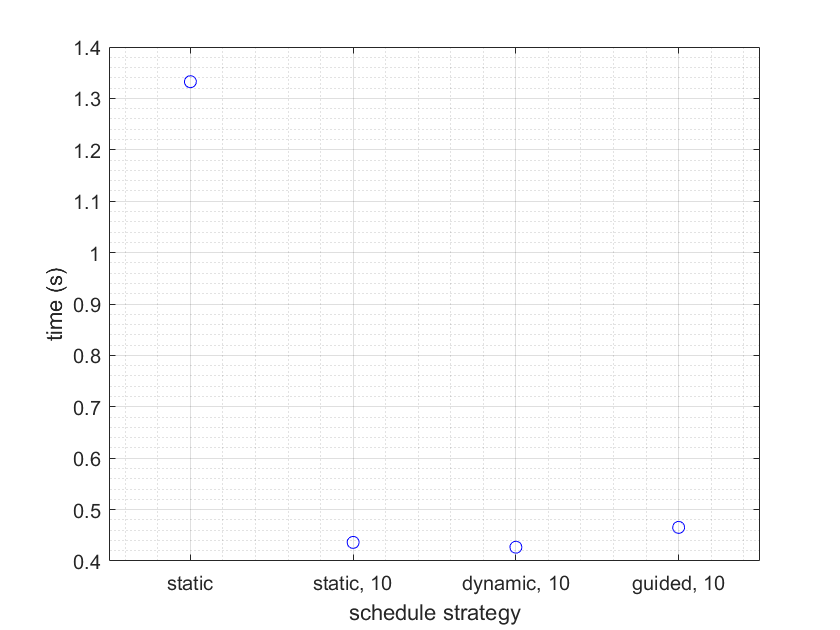 1.4
1.3
1.2
1.1
1
0.9
0.8
0.7
0.6
0.5
0.4
time (s)
static
static, 10
dynamic, 10
guided, 10
schedule strategy